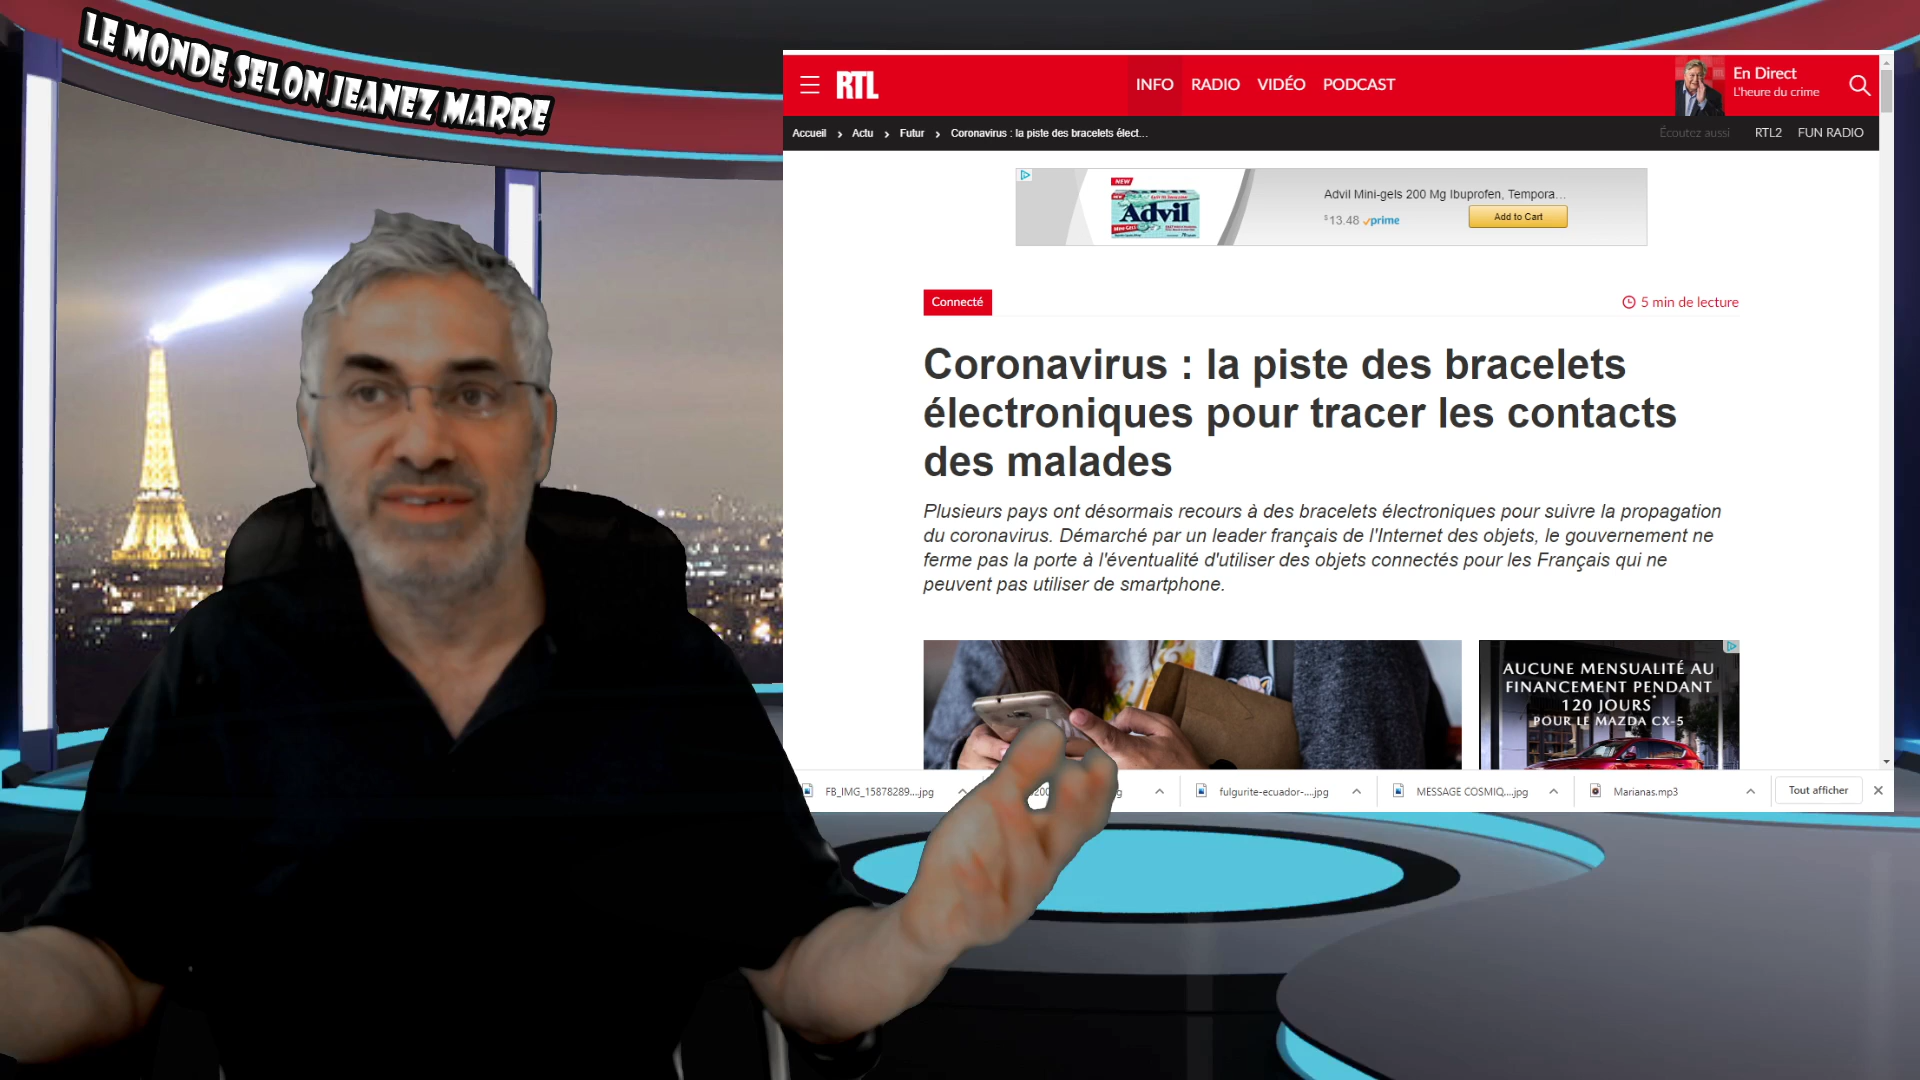 LE MONDE SELON JEANEZ MARRE
RTL
INFO RADIO VIDÉO PODCAST
En Direct
L'heure du crime
Accueil > Actu > Futur > Coronavirus : la piste des bracelets élect...
Écoutez aussi RTL2 FUN RADIO
NEW
Advil
MINI-GELS
Advil Mini-gels 200 Mg Ibuprofen, Tempora...
$13.48 prime
Add to Cart
Connecté
5 min de lecture
Coronavirus : la piste des bracelets
électroniques pour tracer les contacts
des malades
Plusieurs pays ont désormais recours à des bracelets électroniques pour suivre la propagation
du coronavirus. Démarché par un leader français de l'Internet des objets, le gouvernement ne
ferme pas la porte à l'éventualité d'utiliser des objets connectés pour les Français qui ne
peuvent pas utiliser de smartphone.
AUCUNE MENSUALITÉ AU
FINANCEMENT PENDANT
120 JOURS*
POUR LE MAZDA CX-5
FB_IMG_15878289....jpg
fulgurite-ecuador-....jpg
MESSAGE COSMIQ....jpg
Marianas.mp3
Tout afficher